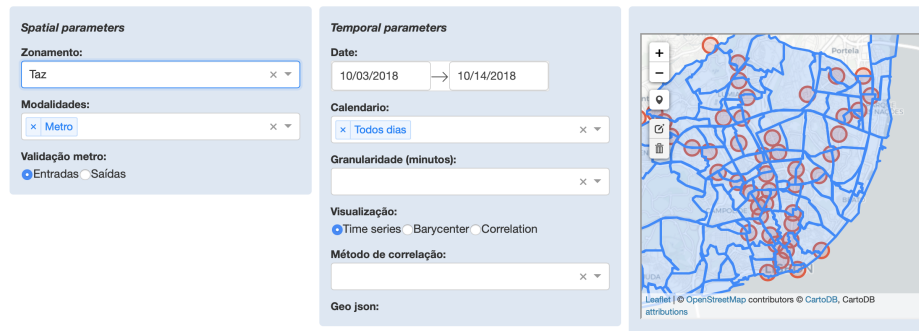 Spatial parameters
Zonamento:
Taz
Modalidades:
× Metro
Validação metro:
Entradas Saídas
Temporal parameters
Date:
10/03/2018 → 10/14/2018
Calendario:
× Todos dias
Granularidade (minutos):
Visualização:
Time series Barycenter Correlation
Método de correlação:
Geo json:
+
−
Portela
Leaflet | © OpenStreetMap contributors © CartoDB, CartoDB
attributions